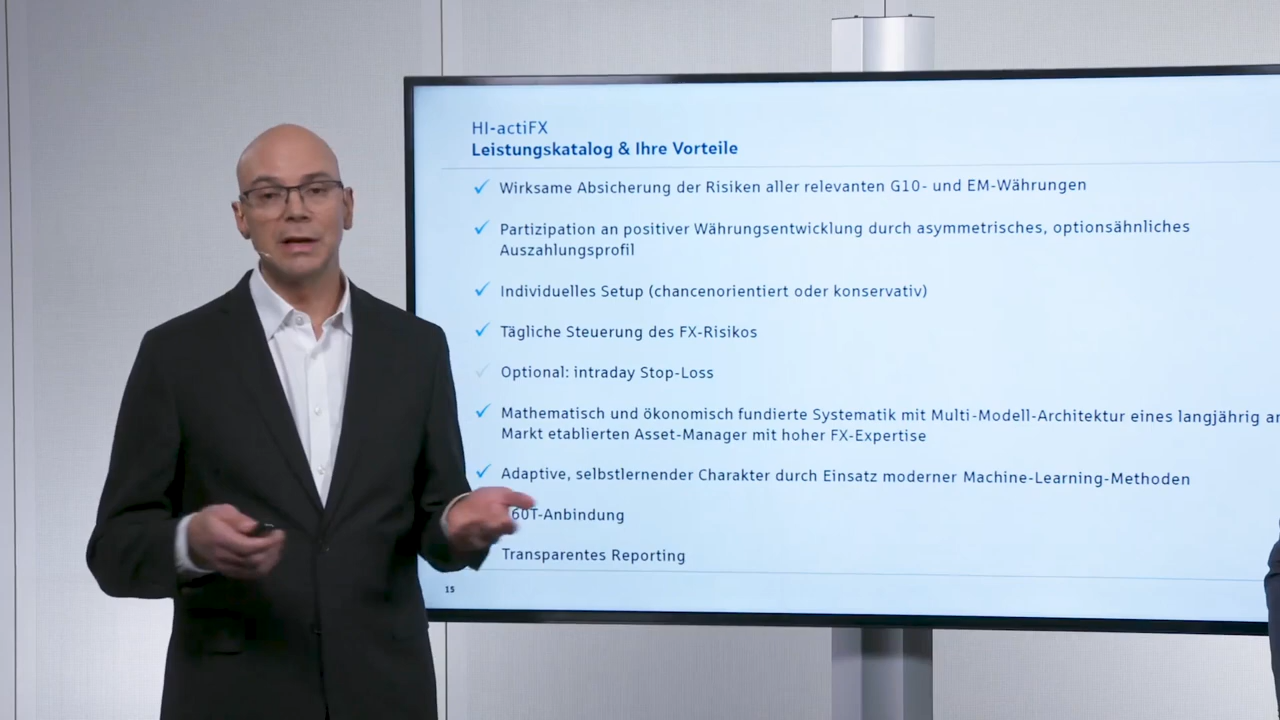 HI-actiFX
Leistungskatalog & Ihre Vorteile
Wirksame Absicherung der Risiken aller relevanten G10- und EM-Währungen
Partizipation an positiver Währungsentwicklung durch asymmetrisches, optionsähnliches
Auszahlungsprofil
Individuelles Setup (chancenorientiert oder konservativ)
Tägliche Steuerung des FX-Risikos
Optional: intraday Stop-Loss
Mathematisch und ökonomisch fundierte Systematik mit Multi-Modell-Architektur eines langjährig
Markt etablierten Asset-Manager mit hoher FX-Expertise
Adaptive, selbstlernender Charakter durch Einsatz moderner Machine-Learning-Methoden
60T-Anbindung
Transparentes Reporting
15